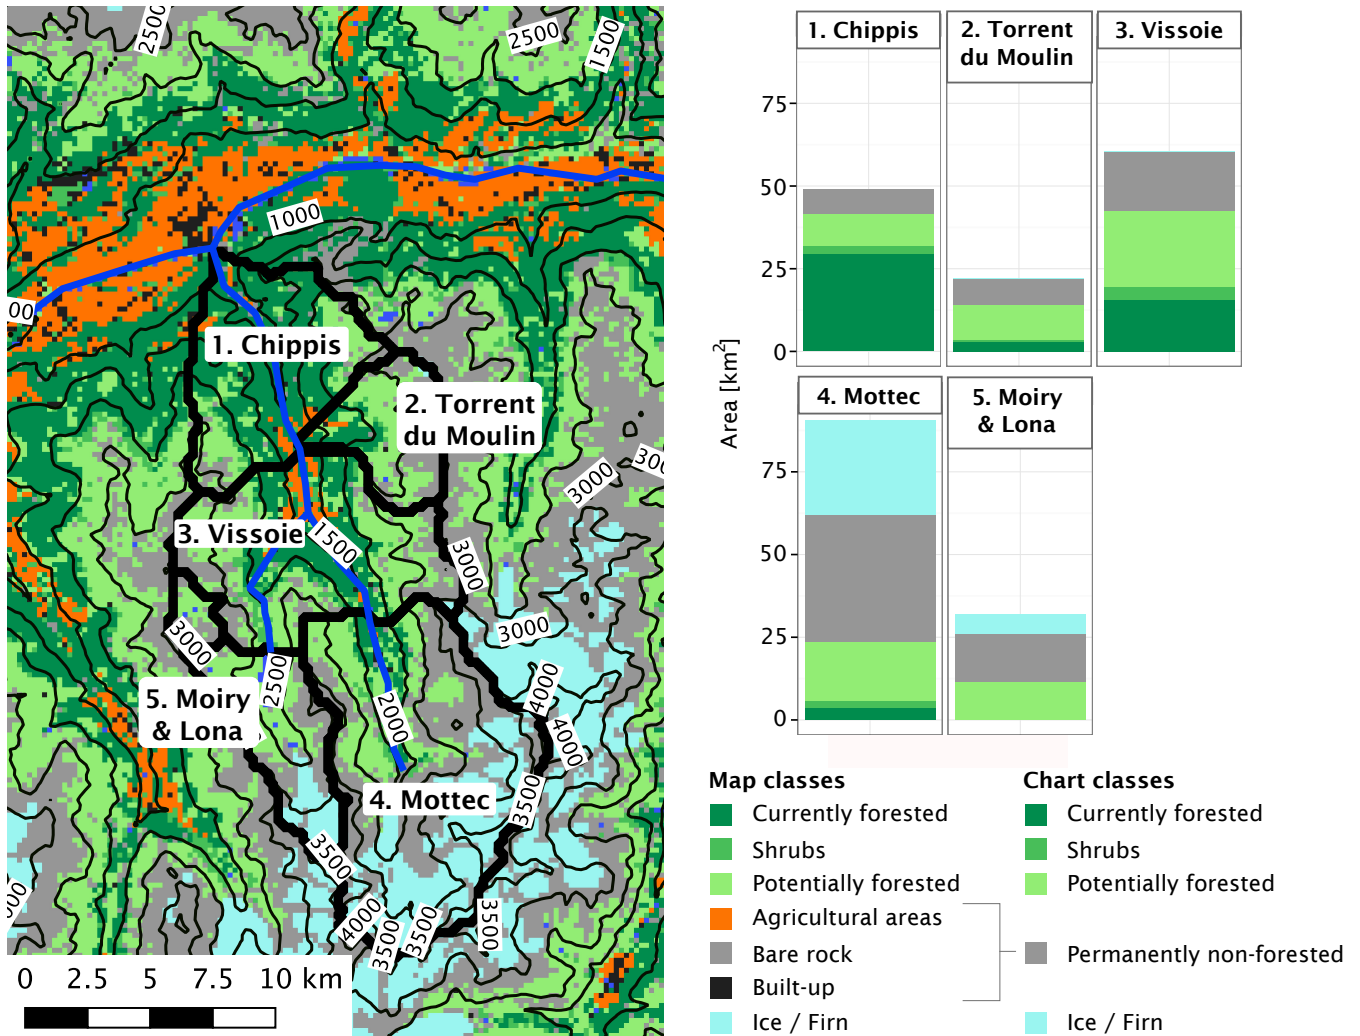 2500
2500
1500
1000
00
1. Chippis
2. Torrent
du Moulin
3000
300
3. Vissoie
1500
3000
3000
3000
2500
4000
5. Moiry
& Lona
2000
4000
4. Mottec
3500
3500
4000
3500
3500
3500
000
0 2.5 5 7.5 10 km
1. Chippis
2. Torrent
du Moulin
3. Vissoie
75
50
25
0
Area [km²]
4. Mottec
5. Moiry
& Lona
75
50
25
0
Map classes
Currently forested
Shrubs
Potentially forested
Agricultural areas
Bare rock
Built-up
Ice / Firn
Chart classes
Currently forested
Shrubs
Potentially forested
Permanently non-forested
Ice / Firn